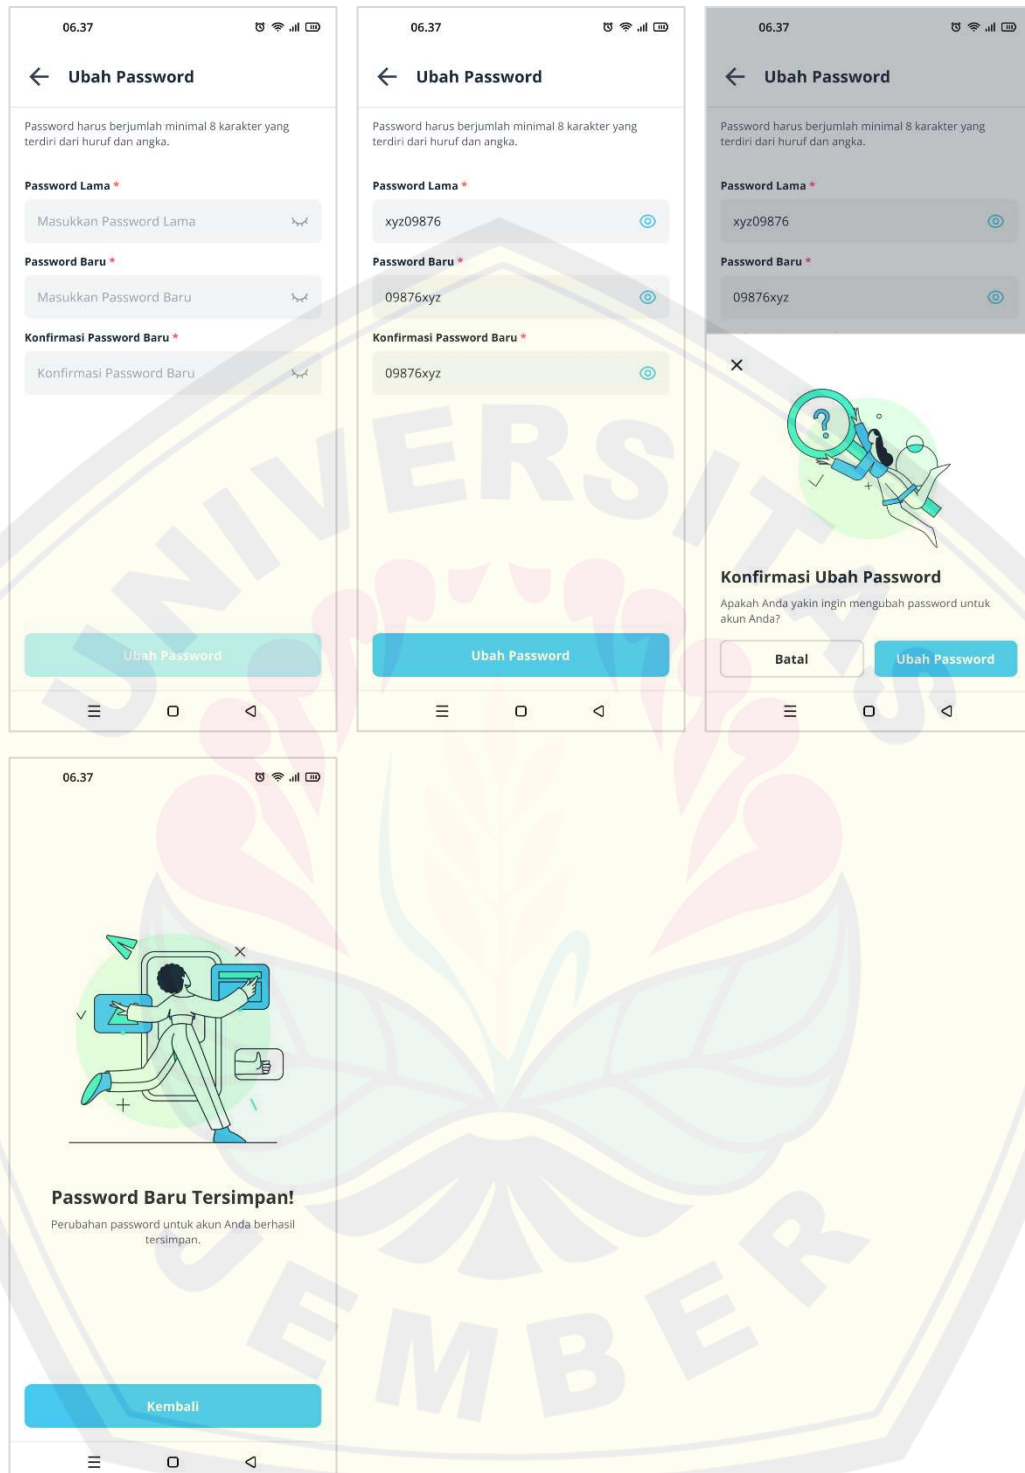 06.37
Ubah Password
Password harus berjumlah minimal 8 karakter yang
terdiri dari huruf dan angka.
Password Lama *
Masukkan Password Lama
Password Baru *
Masukkan Password Baru
Konfirmasi Password Baru *
Konfirmasi Password Baru
Ubah Password
06.37
Ubah Password
Password harus berjumlah minimal 8 karakter yang
terdiri dari huruf dan angka.
Password Lama *
xyz09876
Password Baru *
09876xyz
Konfirmasi Password Baru *
09876xyz
Ubah Password
06.37
Ubah Password
Password harus berjumlah minimal 8 karakter yang
terdiri dari huruf dan angka.
Password Lama *
xyz09876
Password Baru *
09876xyz
?
Konfirmasi Ubah Password
Apakah Anda yakin ingin mengubah password untuk
akun Anda?
Batal
Ubah Password
06.37
Password Baru Tersimpan!
Perubahan password untuk akun Anda berhasil
tersimpan.
Kembali
UNIVERSITAS
JEMBER